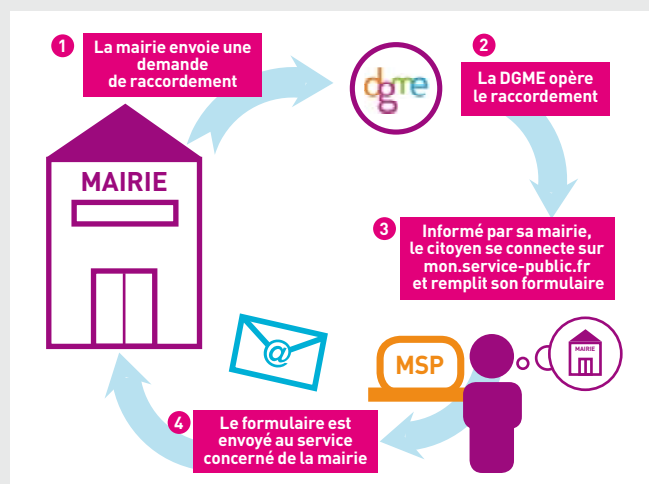 1
La mairie envoie une
demande
de raccordement
dgme
2
La DGME opère
le raccordement
MAIRIE
3
Informé par sa mairie,
le citoyen se connecte sur
mon.service-public.fr
et remplit son formulaire
@
MSP
MAIRIE
4
Le formulaire est
envoyé au service
concerné de la mairie